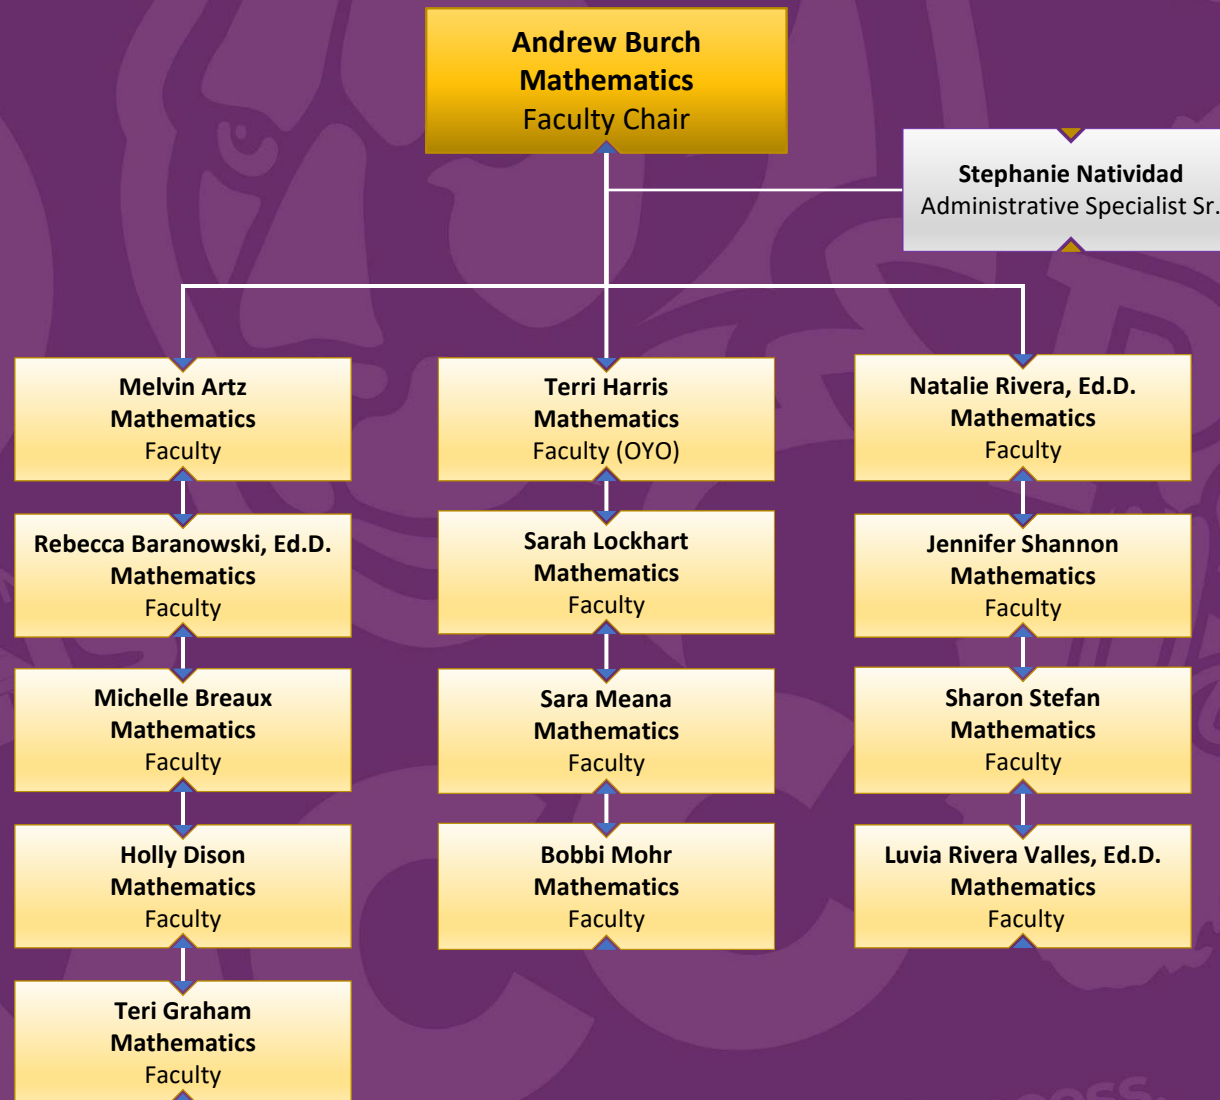 Andrew Burch
Mathematics
Faculty Chair
Stephanie Natividad
Administrative Specialist Sr.
Melvin Artz
Mathematics
Faculty
Terri Harris
Mathematics
Faculty (OYO)
Natalie Rivera, Ed.D.
Mathematics
Faculty
Rebecca Baranowski, Ed.D.
Mathematics
Faculty
Sarah Lockhart
Mathematics
Faculty
Jennifer Shannon
Mathematics
Faculty
Michelle Breaux
Mathematics
Faculty
Sara Meana
Mathematics
Faculty
Sharon Stefan
Mathematics
Faculty
Holly Dison
Mathematics
Faculty
Bobbi Mohr
Mathematics
Faculty
Luvia Rivera Valles, Ed.D.
Mathematics
Faculty
Teri Graham
Mathematics
Faculty